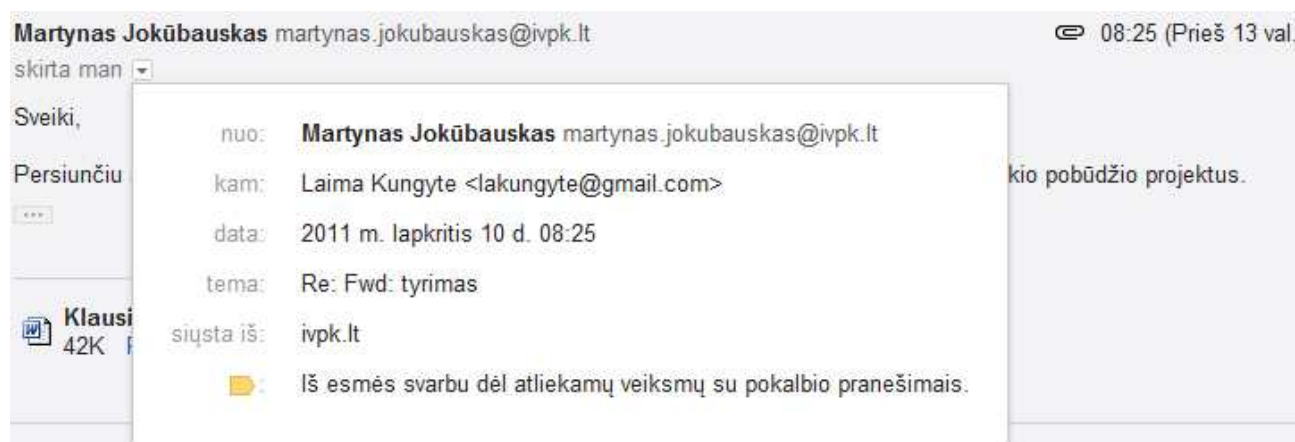 Martynas Jokūbauskas martynas.jokubauskas@ivpk.lt 08:25 (Prieš 13 val.
skirta man
Sveiki,
nuo: Martynas Jokūbauskas martynas.jokubauskas@ivpk.lt
Persiunčiu kio pobūdžio projektus.
kam: Laima Kungyte <lakungyte@gmail.com>
data: 2011 m. lapkritis 10 d. 08:25
tema: Re: Fwd: tyrimas
Klausi
42K
siųsta iš: ivpk.lt
: Iš esmės svarbu dėl atliekamų veiksmų su pokalbio pranešimais.